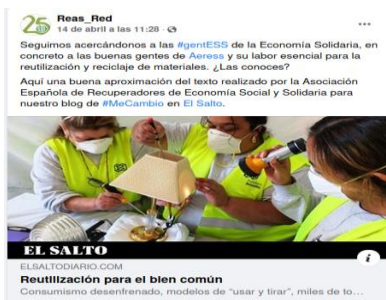 25
Reas_Red
14 de abril a las 11:28 ·
Seguimos acercándonos a las #gentESS de la Economía Solidaria, en
concreto a las buenas gentes de Aeress y su labor esencial para la
reutilización y reciclaje de materiales. ¿Las conoces?
Aquí una buena aproximación del texto realizado por la Asociación
Española de Recuperadores de Economía Social y Solidaria para
nuestro blog de #MeCambio en El Salto.
EL SALTO
ELSALTODIARIO.COM
Reutilización para el bien común
Consumismo desenfrenado, modelos de “usar y tirar”, miles de to...